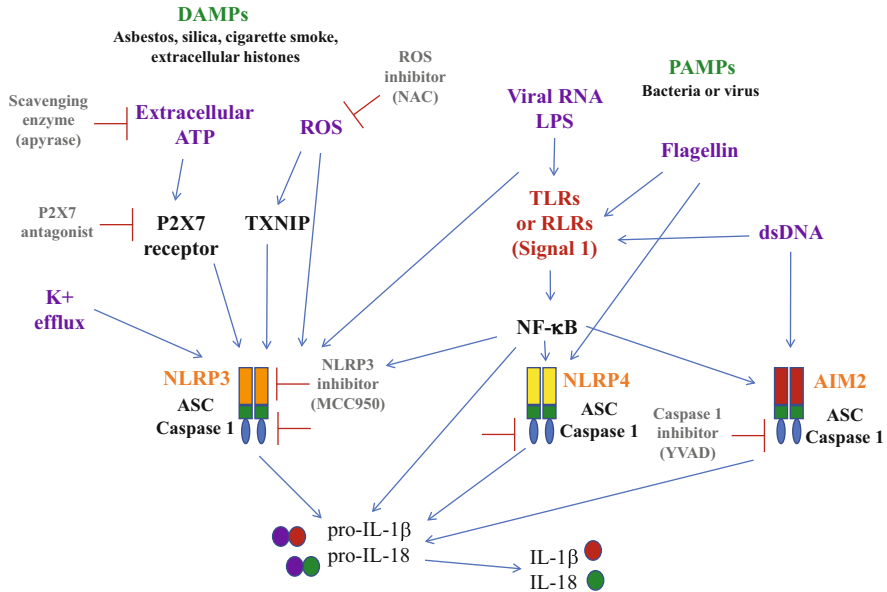 DAMPs
Asbestos, silica, cigarette smoke,
extracellular histones
ROS
inhibitor
(NAC)
PAMPs
Bacteria or virus
Scavenging
enzyme
(apyrase)
Extracellular
ATP
ROS
Viral RNA
LPS
Flagellin
P2X7
antagonist
P2X7
receptor
TXNIP
TLRs
or RLRs
(Signal 1)
dsDNA
K+
efflux
NF-κB
NLRP3
ASC
Caspase 1
NLRP3
inhibitor
(MCC950)
NLRP4
ASC
Caspase 1
Caspase 1
inhibitor
(YVAD)
AIM2
ASC
Caspase 1
pro-IL-1β
pro-IL-18
IL-1β
IL-18